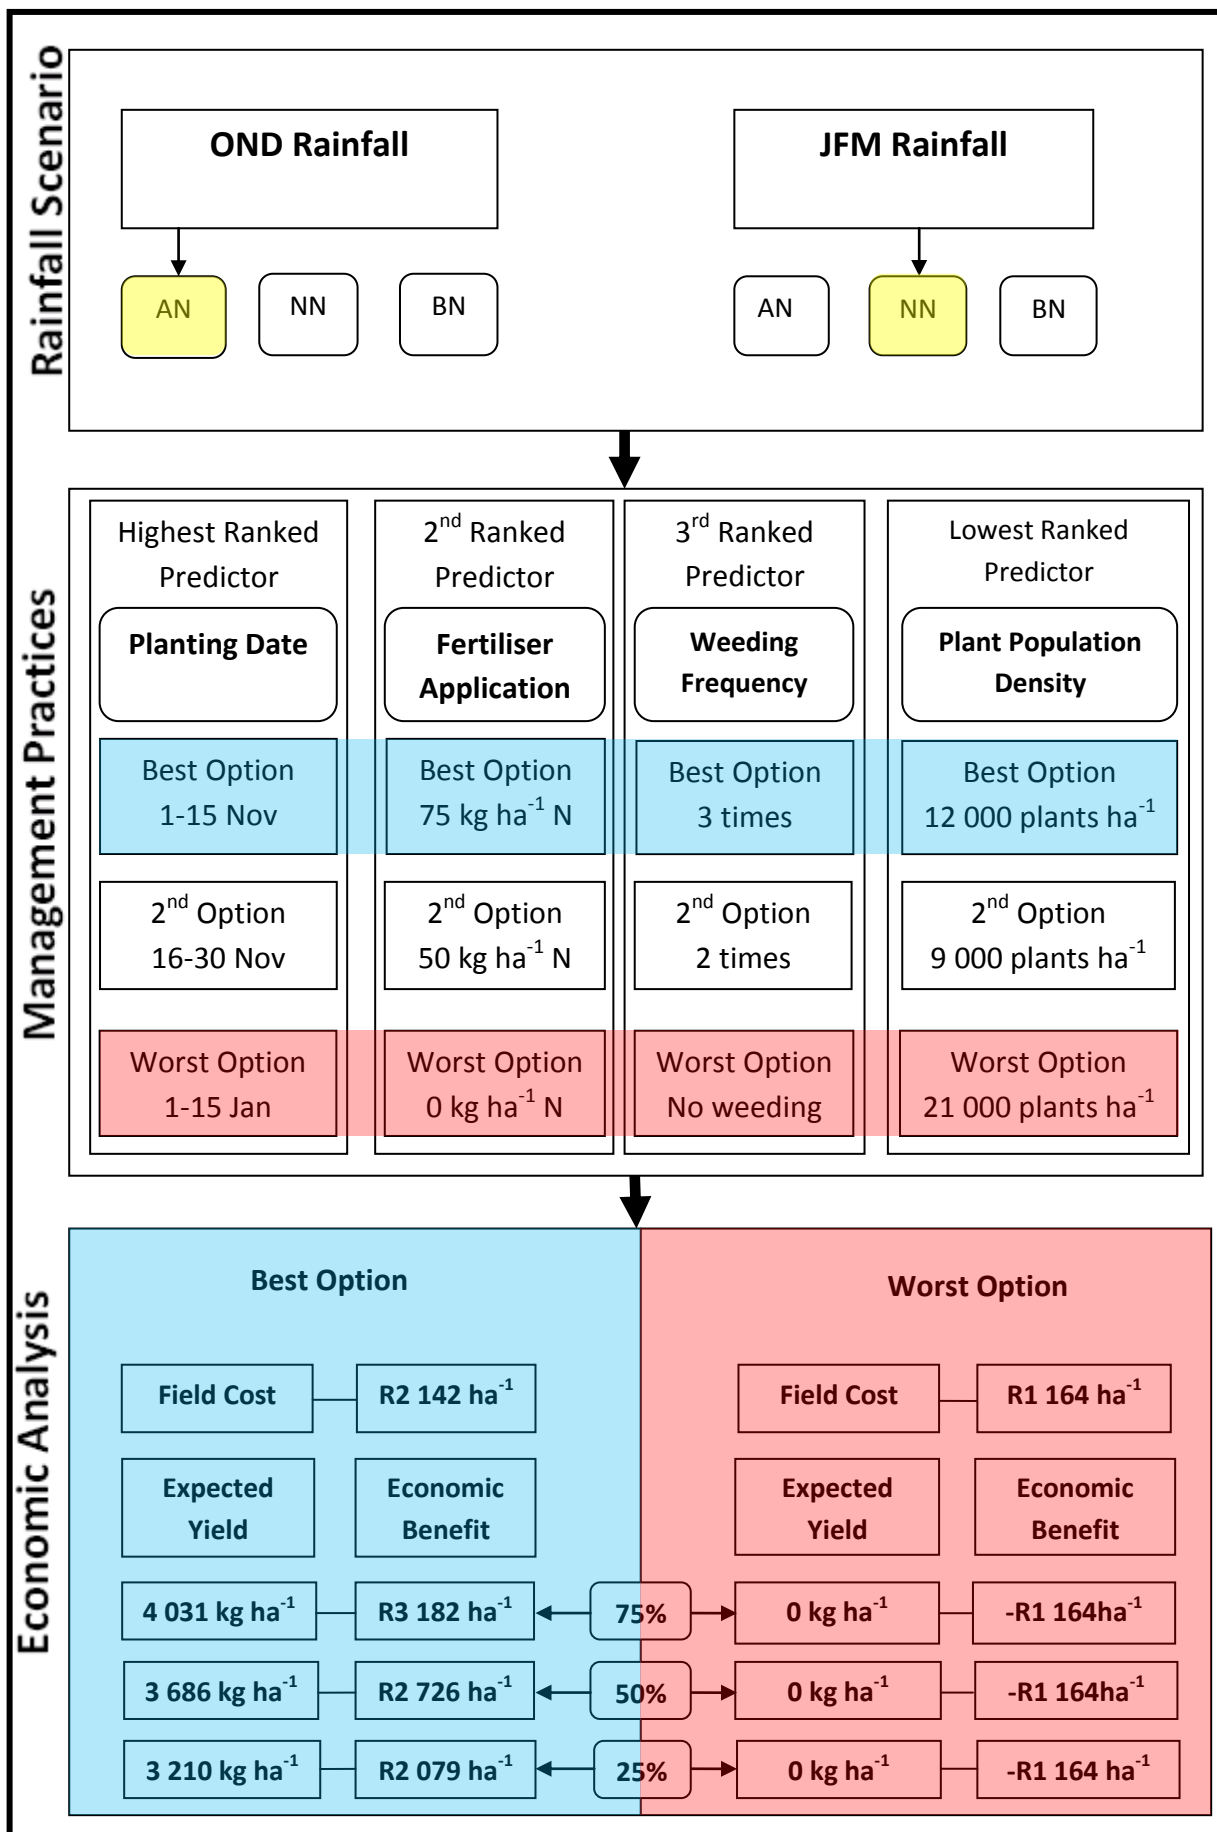 Rainfall Scenario
OND Rainfall
JFM Rainfall
AN
NN
BN
AN
NN
BN
Management Practices
Highest Ranked
Predictor
Planting Date
Best Option
1-15 Nov
2nd Option
16-30 Nov
Worst Option
1-15 Jan
2nd Ranked
Predictor
Fertiliser
Application
Best Option
75 kg ha-1 N
2nd Option
50 kg ha-1 N
Worst Option
0 kg ha-1 N
3rd Ranked
Predictor
Weeding
Frequency
Best Option
3 times
2nd Option
2 times
Worst Option
No weeding
Lowest Ranked
Predictor
Plant Population
Density
Best Option
12 000 plants ha-1
2nd Option
9 000 plants ha-1
Worst Option
21 000 plants ha-1
Economic Analysis
Best Option
Worst Option
Field Cost
R2 142 ha-1
Field Cost
R1 164 ha-1
Expected
Yield
Economic
Benefit
Expected
Yield
Economic
Benefit
4 031 kg ha-1
R3 182 ha-1
75%
0 kg ha-1
-R1 164ha-1
3 686 kg ha-1
R2 726 ha-1
50%
0 kg ha-1
-R1 164ha-1
3 210 kg ha-1
R2 079 ha-1
25%
0 kg ha-1
-R1 164 ha-1